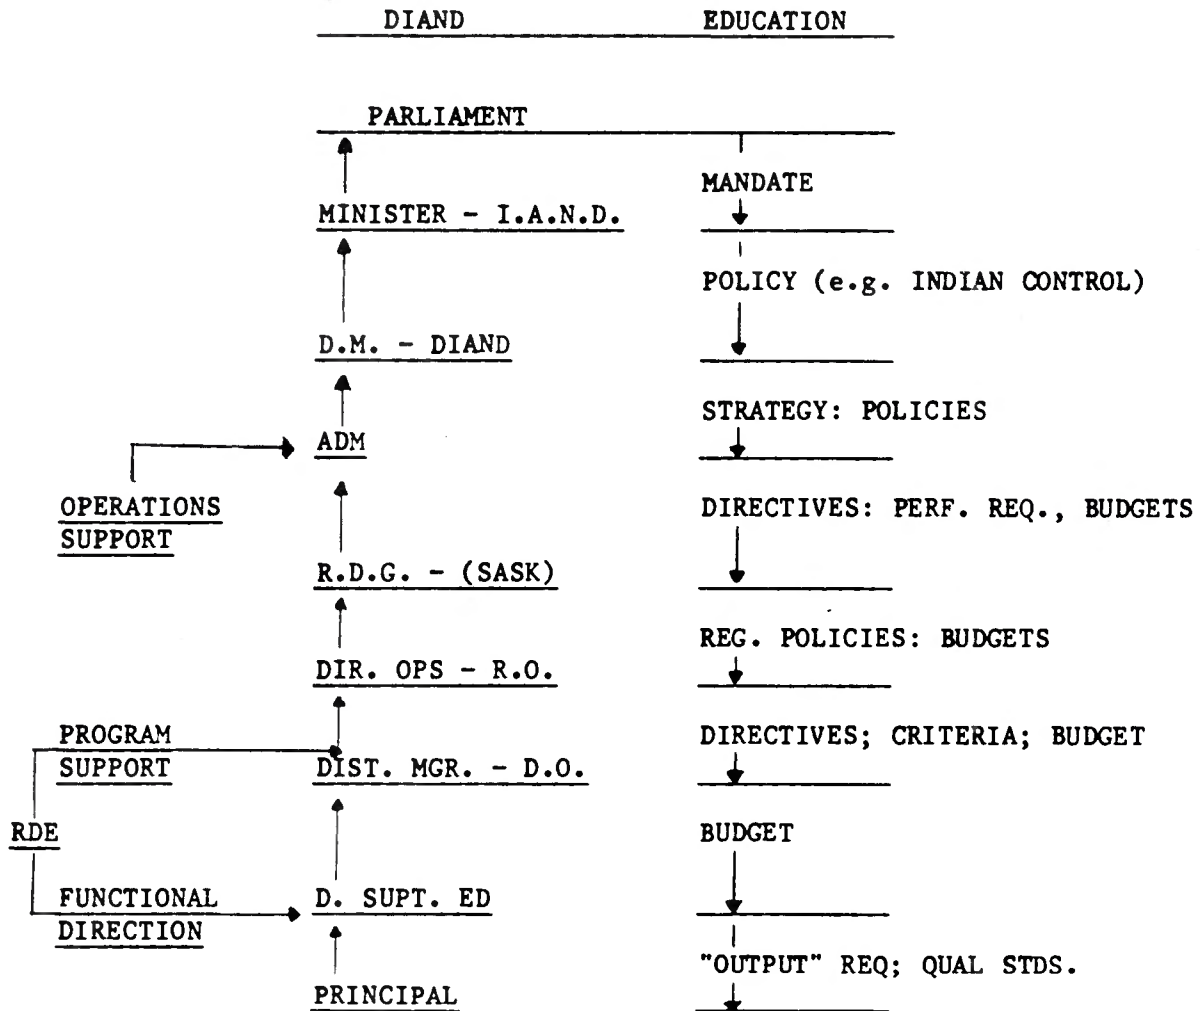 DIAND EDUCATION
PARLIAMENT
MANDATE
MINISTER - I.A.N.D.
POLICY (e.g. INDIAN CONTROL)
D.M. - DIAND
STRATEGY: POLICIES
ADM
OPERATIONS
SUPPORT
DIRECTIVES: PERF. REQ., BUDGETS
R.D.G. - (SASK)
REG. POLICIES: BUDGETS
DIR. OPS - R.O.
PROGRAM
SUPPORT
DIRECTIVES; CRITERIA; BUDGET
DIST. MGR. - D.O.
RDE
BUDGET
FUNCTIONAL
DIRECTION
D. SUPT. ED
"OUTPUT" REQ; QUAL STDS.
PRINCIPAL